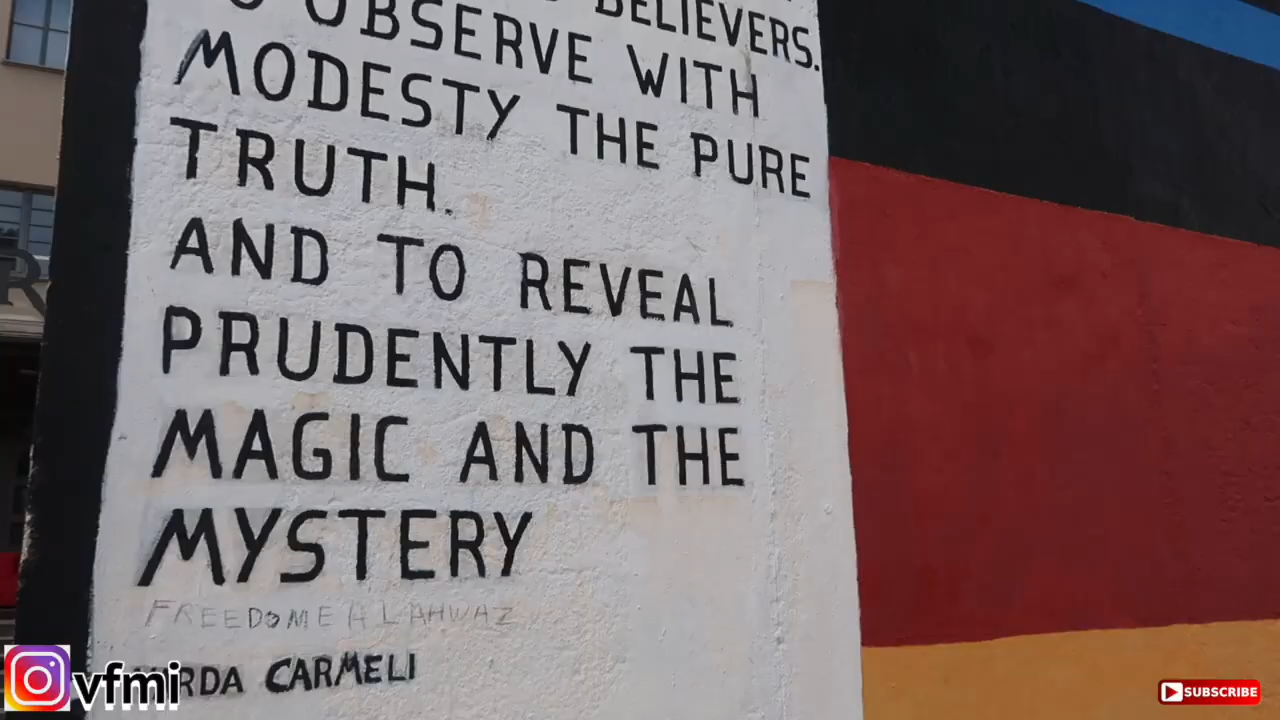 BELIEVERS.
OBSERVE WITH
MODESTY THE PURE
TRUTH.
AND TO REVEAL
PRUDENTLY THE
MAGIC AND THE
MYSTERY
FREEDOME ALAHWAZ
CARMELI
vfmi
SUBSCRIBE